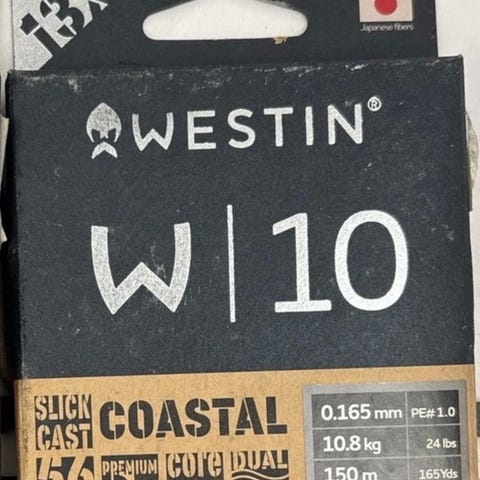 13x
Japanese fibers
WESTIN®
W|10
SLICK CAST
COASTAL
0.165 mm PE# 1.0
10.8 kg 24 lbs
150 m 165Yds
PREMIUM CORE DUAL